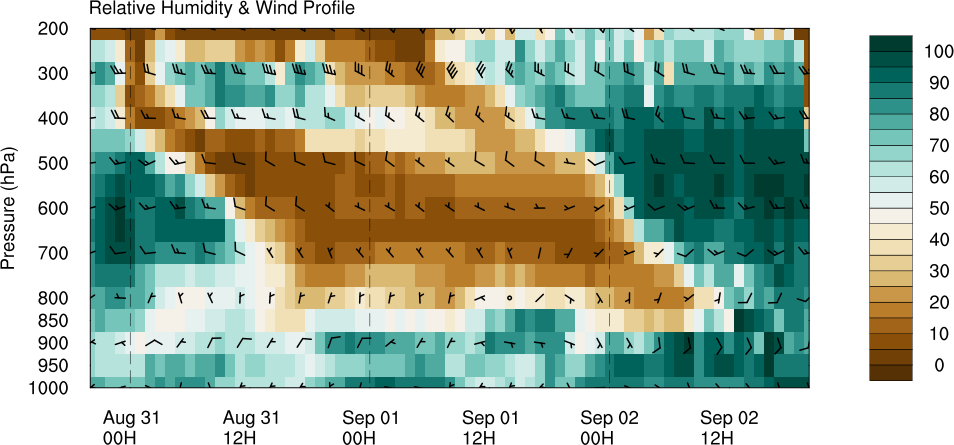 Relative Humidity & Wind Profile
Pressure (hPa)
200
300
400
500
600
700
800
850
900
950
1000
Aug 31 00H
Aug 31 12H
Sep 01 00H
Sep 01 12H
Sep 02 00H
Sep 02 12H
100
90
80
70
60
50
40
30
20
10
0